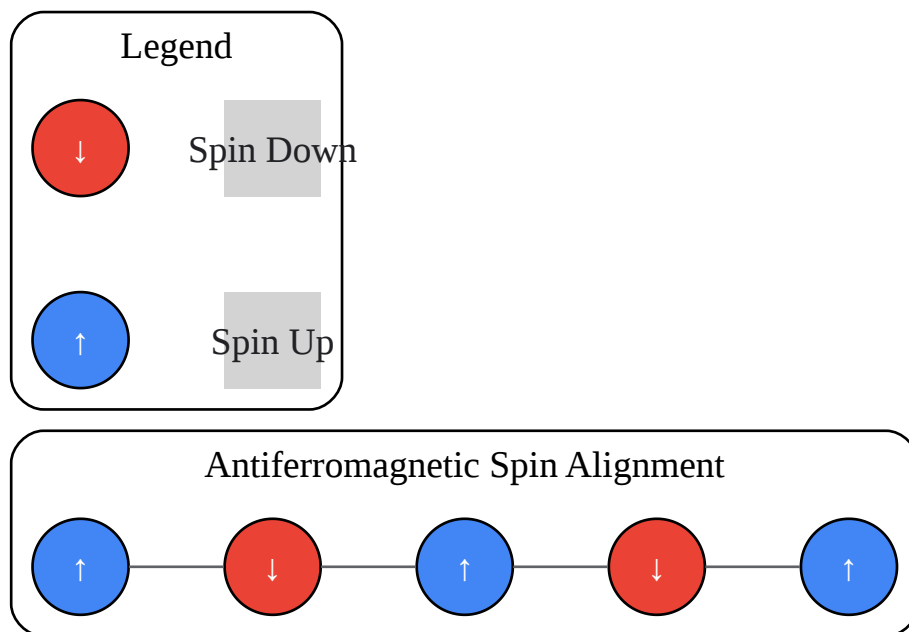 Legend
↓ Spin Down
↑ Spin Up
Antiferromagnetic Spin Alignment
↑ ↓ ↑ ↓ ↑